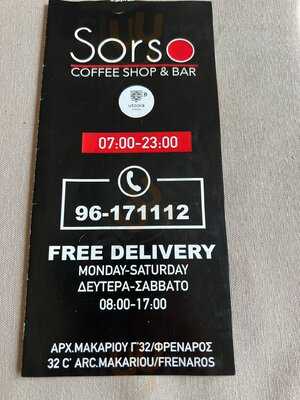 Sorso
COFFEE SHOP & BAR
07:00-23:00
96-171112
FREE DELIVERY
MONDAY-SATURDAY
ΔΕΥΤΕΡΑ-ΣΑΒΒΑΤΟ
08:00-17:00
ΑΡΧ.ΜΑΚΑΡΙΟΥ Γ'32/ΦΡΕΝΑΡΟΣ
32 C' ARC.MAKARIOU/FRENAROS